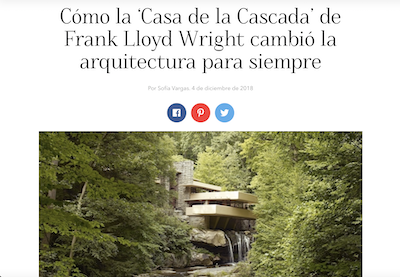 Cómo la ‘Casa de la Cascada’ de
Frank Lloyd Wright cambió la
arquitectura para siempre
Por Sofía Vargas, 4 de diciembre de 2018